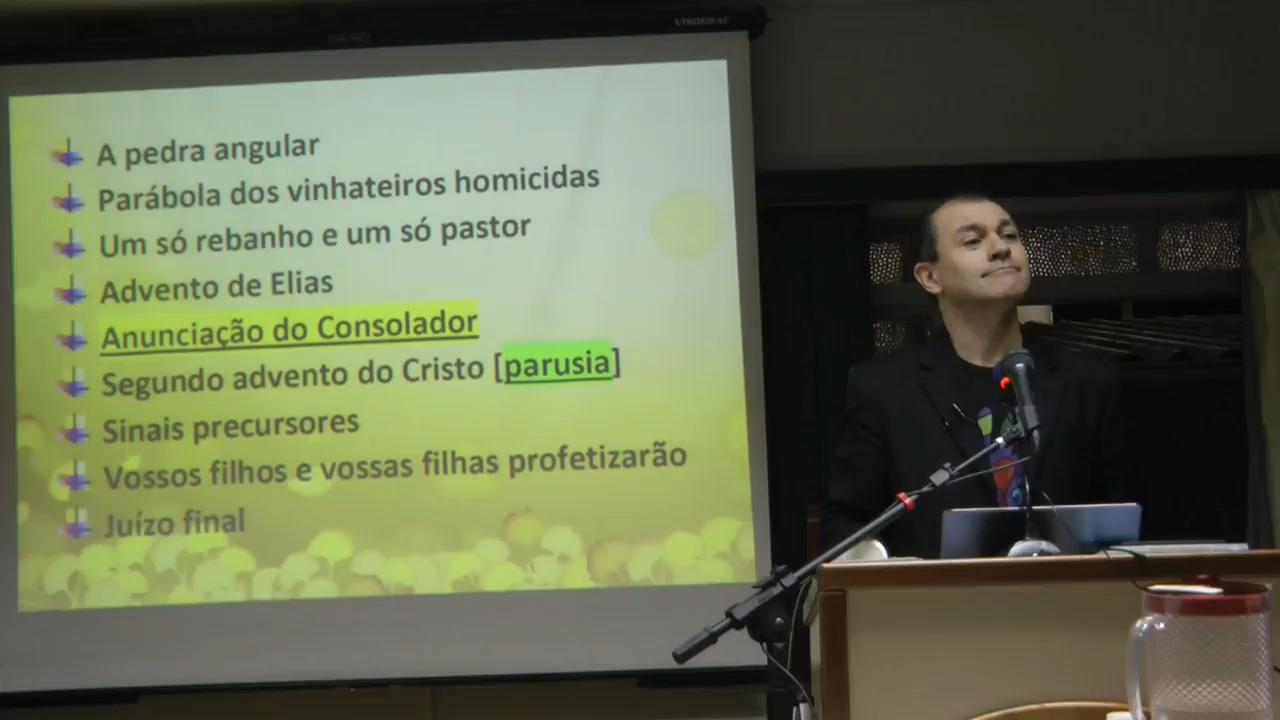 VISOGRAF
A pedra angular
Parábola dos vinhateiros homicidas
Um só rebanho e um só pastor
Advento de Elias
Anunciação do Consolador
Segundo advento do Cristo [parusia]
Sinais precursores
Vossos filhos e vossas filhas profetizarão
Juízo final